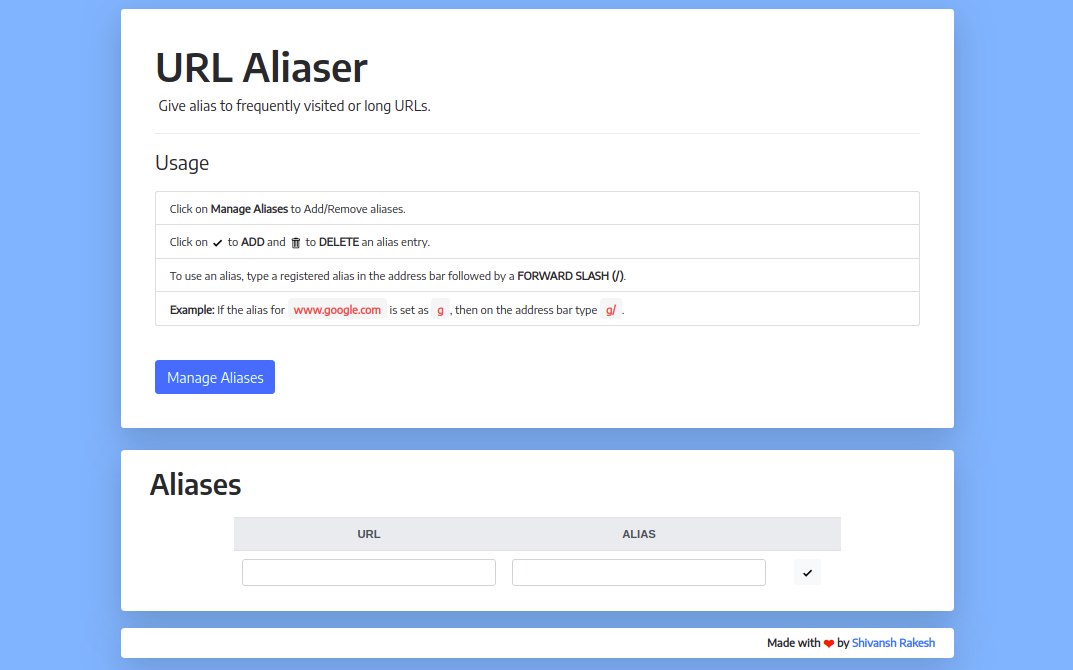 URL Aliaser
Give alias to frequently visited or long URLs.
Usage
Click on Manage Aliases to Add/Remove aliases.
Click on ✓ to ADD and 🗑 to DELETE an alias entry.
To use an alias, type a registered alias in the address bar followed by a FORWARD SLASH (/).
Example: If the alias for www.google.com is set as g , then on the address bar type g/ .
Manage Aliases
Aliases
URL ALIAS
Made with ❤ by Shivansh Rakesh